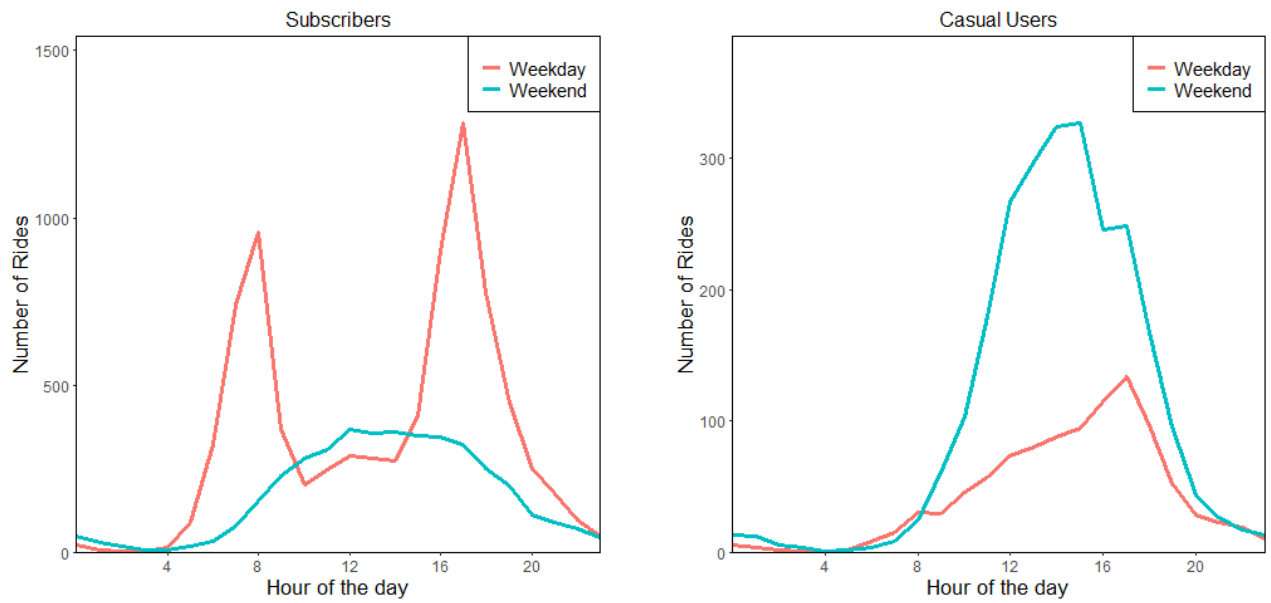 Subscribers
Weekday
Weekend
1500
1000
500
0
4 8 12 16 20
Number of Rides
Hour of the day
Casual Users
Weekday
Weekend
300
200
100
0
4 8 12 16 20
Number of Rides
Hour of the day